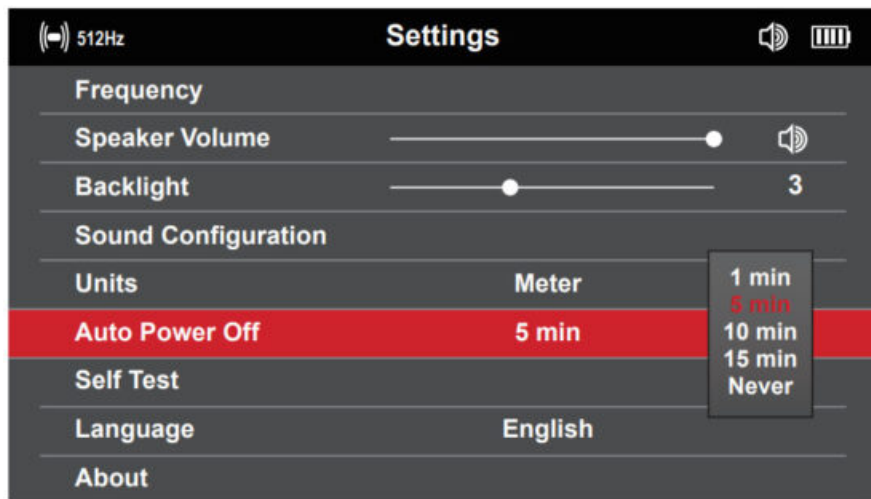 512Hz Settings
Frequency
Speaker Volume
Backlight 3
Sound Configuration
Units Meter
Auto Power Off 5 min
1 min
5 min
10 min
15 min
Never
Self Test
Language English
About